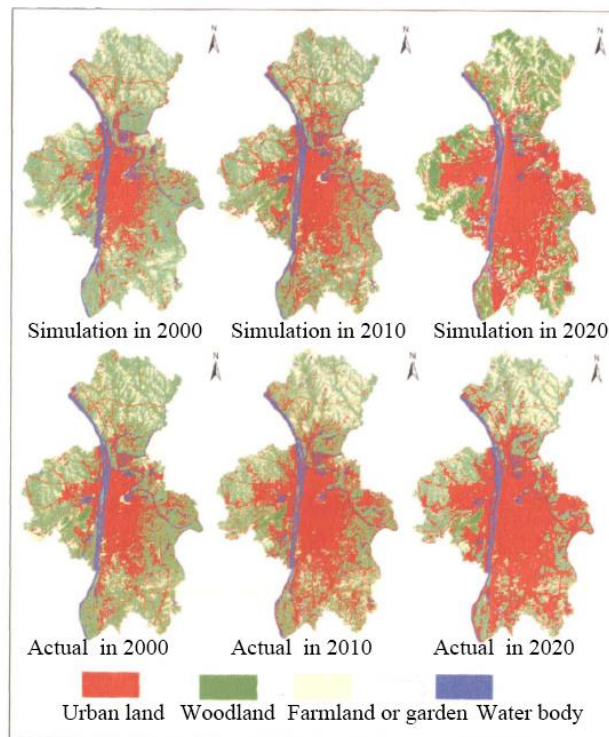 N N N
Simulation in 2000 Simulation in 2010 Simulation in 2020
N N N
Actual in 2000 Actual in 2010 Actual in 2020
Urban land Woodland Farmland or garden Water body